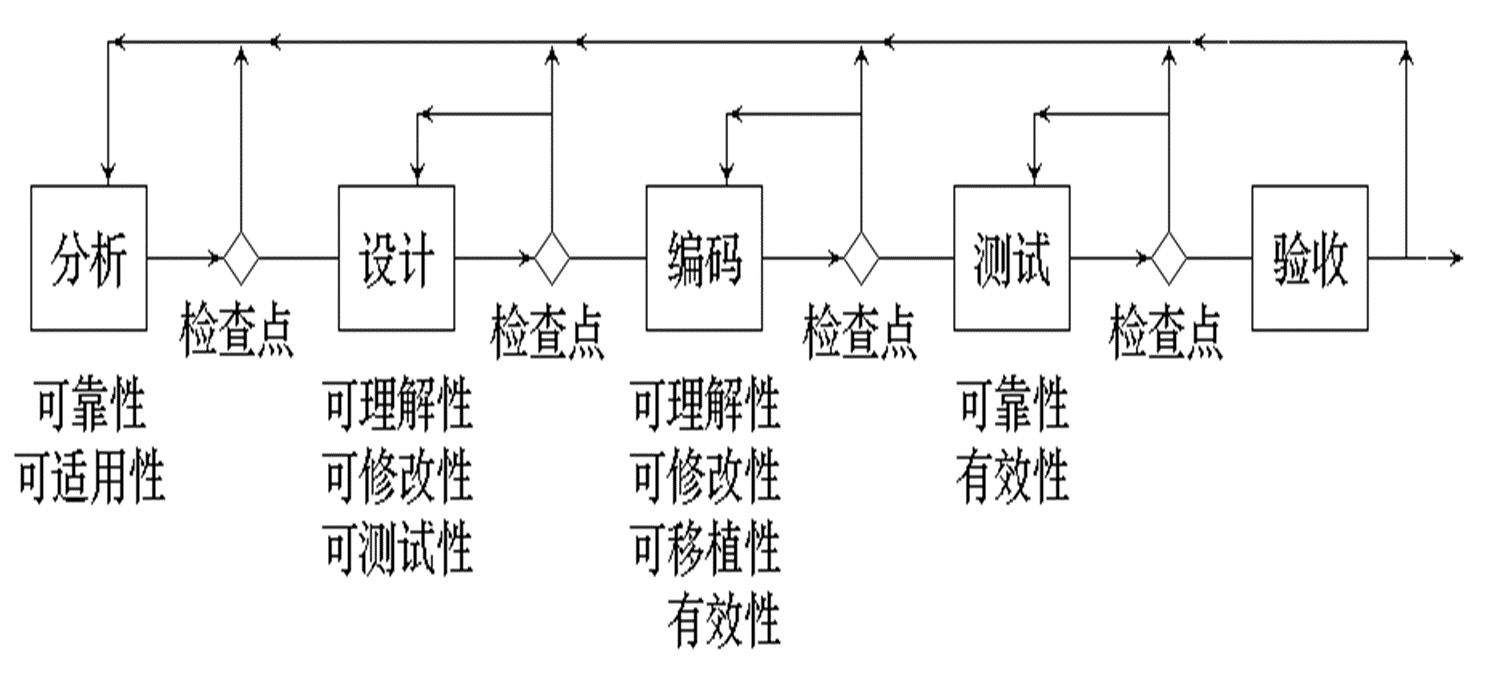 分析
设计
编码
测试
验收
检查点
检查点
检查点
检查点
可靠性
可适用性
可理解性
可修改性
可测试性
可理解性
可修改性
可移植性
有效性
可靠性
有效性